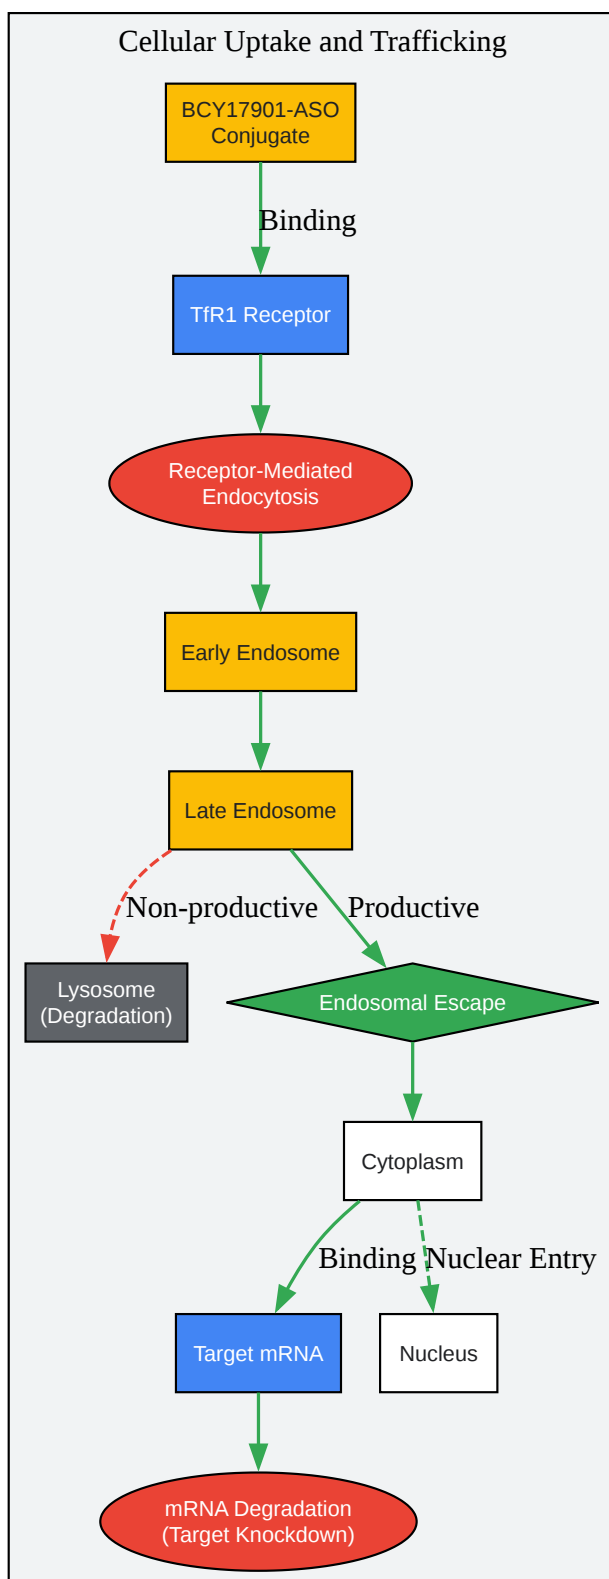 Cellular Uptake and Trafficking
BCY17901-ASO
Conjugate
Binding
TfR1 Receptor
Receptor-Mediated
Endocytosis
Early Endosome
Late Endosome
Non-productive
Productive
Lysosome
(Degradation)
Endosomal Escape
Cytoplasm
Binding
Nuclear Entry
Target mRNA
Nucleus
mRNA Degradation
(Target Knockdown)